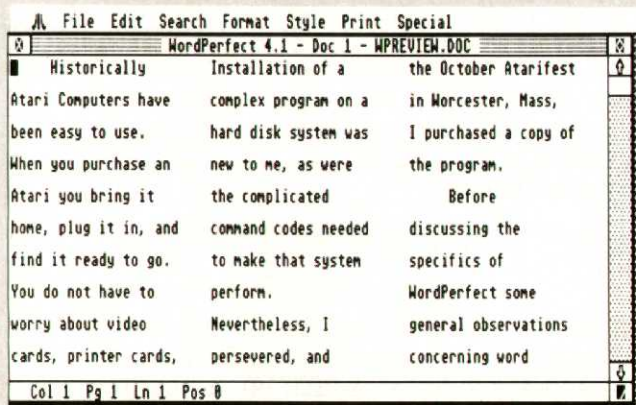 File Edit Search Format Style Print Special
WordPerfect 4.1 - Doc 1 - WPREVIEW.DOC
Historically
Atari Computers have
been easy to use.
When you purchase an
Atari you bring it
home, plug it in, and
find it ready to go.
You do not have to
worry about video
cards, printer cards,
Installation of a
complex program on a
hard disk system was
new to me, as were
the complicated
command codes needed
to make that system
perform.
Nevertheless, I
persevered, and
the October Atarifest
in Worcester, Mass,
I purchased a copy of
the program.
Before
discussing the
specifics of
WordPerfect some
general observations
concerning word
Col 1 Pg 1 Ln 1 Pos 0